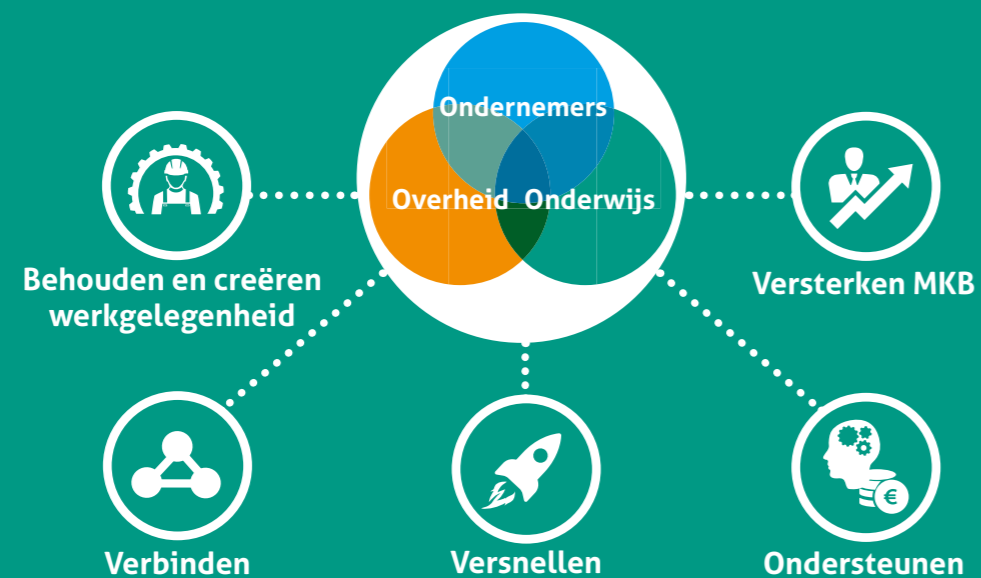 Ondernemers
Overheid
Onderwijs
Behouden en creëren
werkgelegenheid
Versterken MKB
Verbinden
Versnellen
Ondersteunen
€